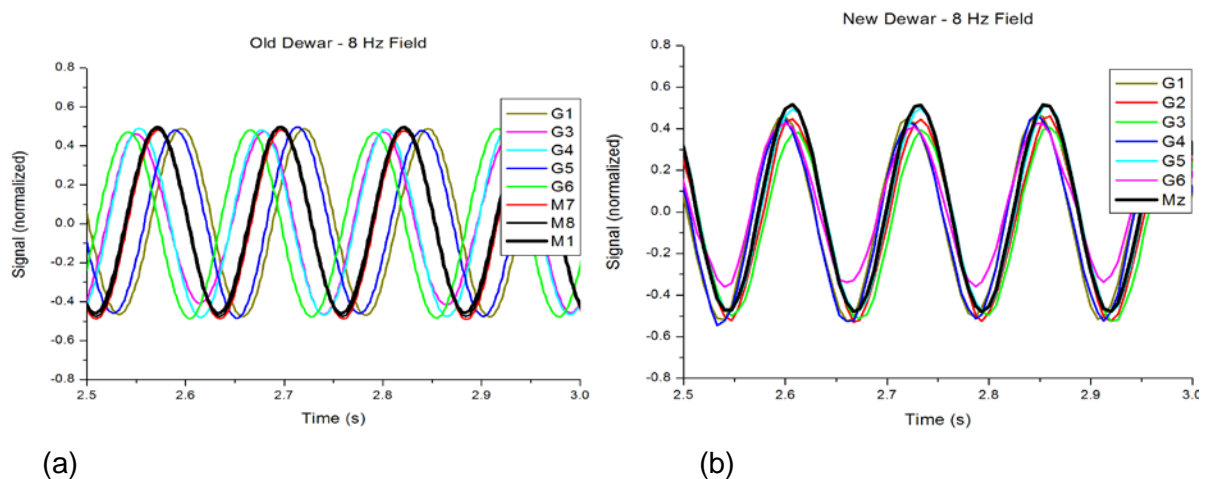 Old Dewar - 8 Hz Field
Signal (normalized)
0.8
0.6
0.4
0.2
0.0
-0.2
-0.4
-0.6
-0.8
2.5 2.6 2.7 2.8 2.9 3.0
Time (s)
G1
G3
G4
G5
G6
M7
M8
M1
(a)
New Dewar - 8 Hz Field
Signal (normalized)
0.8
0.6
0.4
0.2
0.0
-0.2
-0.4
-0.6
-0.8
2.5 2.6 2.7 2.8 2.9 3.0
Time (s)
G1
G2
G3
G4
G5
G6
Mz
(b)